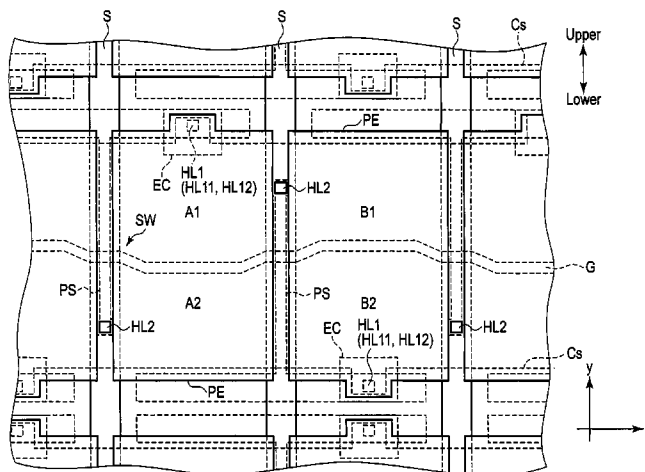 S
S
S
Cs
Upper
Lower
PE
EC
HL1
(HL11, HL12)
HL2
A1
B1
SW
G
PS
PS
A2
B2
HL2
EC
HL1
(HL11, HL12)
HL2
Cs
PE
y